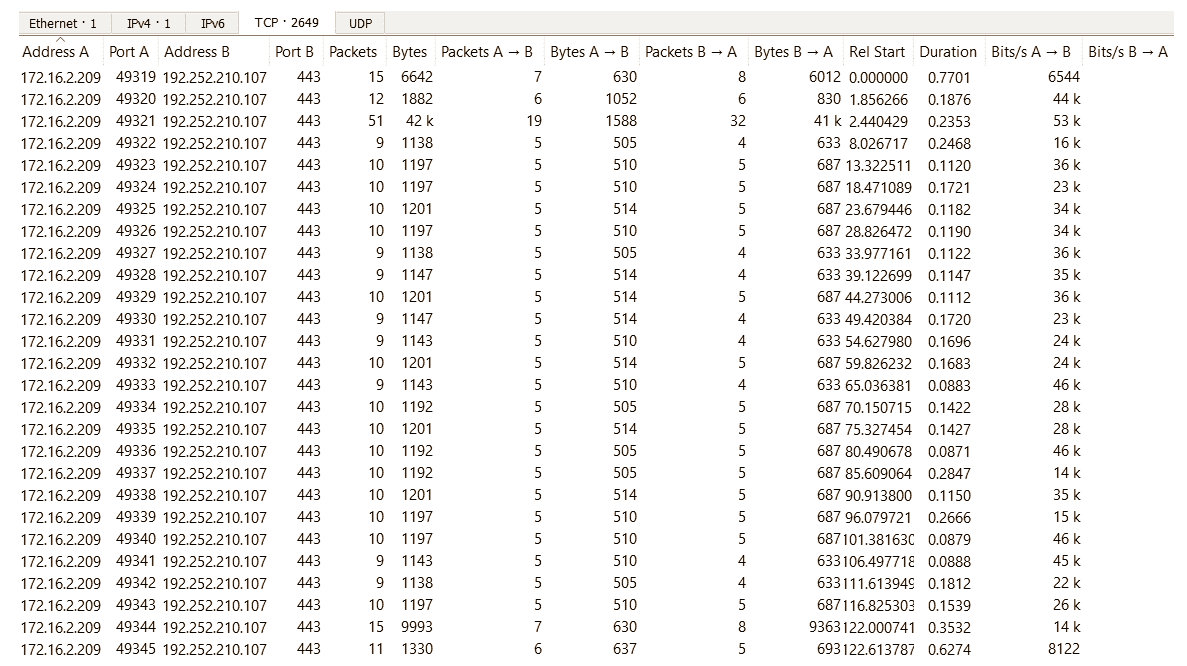 Ethernet · 1 IPv4 · 1 IPv6 TCP · 2649 UDP
Address A Port A Address B Port B Packets Bytes Packets A → B Bytes A → B Packets B → A Bytes B → A Rel Start Duration Bits/s A → B Bits/s B → A
172.16.2.209 49319 192.252.210.107 443 15 6642 7 630 8 6012 0.000000 0.7701 6544
172.16.2.209 49320 192.252.210.107 443 12 1882 6 1052 6 830 1.856266 0.1876 44 k
172.16.2.209 49321 192.252.210.107 443 51 42 k 19 1588 32 41 k 2.440429 0.2353 53 k
172.16.2.209 49322 192.252.210.107 443 9 1138 5 505 4 633 8.026717 0.2468 16 k
172.16.2.209 49323 192.252.210.107 443 10 1197 5 510 5 687 13.322511 0.1120 36 k
172.16.2.209 49324 192.252.210.107 443 10 1197 5 510 5 687 18.471089 0.1721 23 k
172.16.2.209 49325 192.252.210.107 443 10 1201 5 514 5 687 23.679446 0.1182 34 k
172.16.2.209 49326 192.252.210.107 443 10 1197 5 510 5 687 28.826472 0.1190 34 k
172.16.2.209 49327 192.252.210.107 443 9 1138 5 505 4 633 33.977161 0.1122 36 k
172.16.2.209 49328 192.252.210.107 443 9 1147 5 514 4 633 39.122699 0.1147 35 k
172.16.2.209 49329 192.252.210.107 443 10 1201 5 514 5 687 44.273006 0.1112 36 k
172.16.2.209 49330 192.252.210.107 443 9 1147 5 514 4 633 49.420384 0.1720 23 k
172.16.2.209 49331 192.252.210.107 443 9 1143 5 510 4 633 54.627980 0.1696 24 k
172.16.2.209 49332 192.252.210.107 443 10 1201 5 514 5 687 59.826232 0.1683 24 k
172.16.2.209 49333 192.252.210.107 443 9 1143 5 510 4 633 65.036381 0.0883 46 k
172.16.2.209 49334 192.252.210.107 443 10 1192 5 505 5 687 70.150715 0.1422 28 k
172.16.2.209 49335 192.252.210.107 443 10 1201 5 514 5 687 75.327454 0.1427 28 k
172.16.2.209 49336 192.252.210.107 443 10 1192 5 505 5 687 80.490678 0.0871 46 k
172.16.2.209 49337 192.252.210.107 443 10 1192 5 505 5 687 85.609064 0.2847 14 k
172.16.2.209 49338 192.252.210.107 443 10 1201 5 514 5 687 90.913800 0.1150 35 k
172.16.2.209 49339 192.252.210.107 443 10 1197 5 510 5 687 96.079721 0.2666 15 k
172.16.2.209 49340 192.252.210.107 443 10 1197 5 510 5 687 101.381630 0.0879 46 k
172.16.2.209 49341 192.252.210.107 443 9 1143 5 510 4 633 106.497718 0.0888 45 k
172.16.2.209 49342 192.252.210.107 443 9 1138 5 505 4 633 111.613949 0.1812 22 k
172.16.2.209 49343 192.252.210.107 443 10 1197 5 510 5 687 116.825303 0.1539 26 k
172.16.2.209 49344 192.252.210.107 443 15 9993 7 630 8 9363 122.000741 0.3532 14 k
172.16.2.209 49345 192.252.210.107 443 11 1330 6 637 5 693 122.613787 0.6274 8122